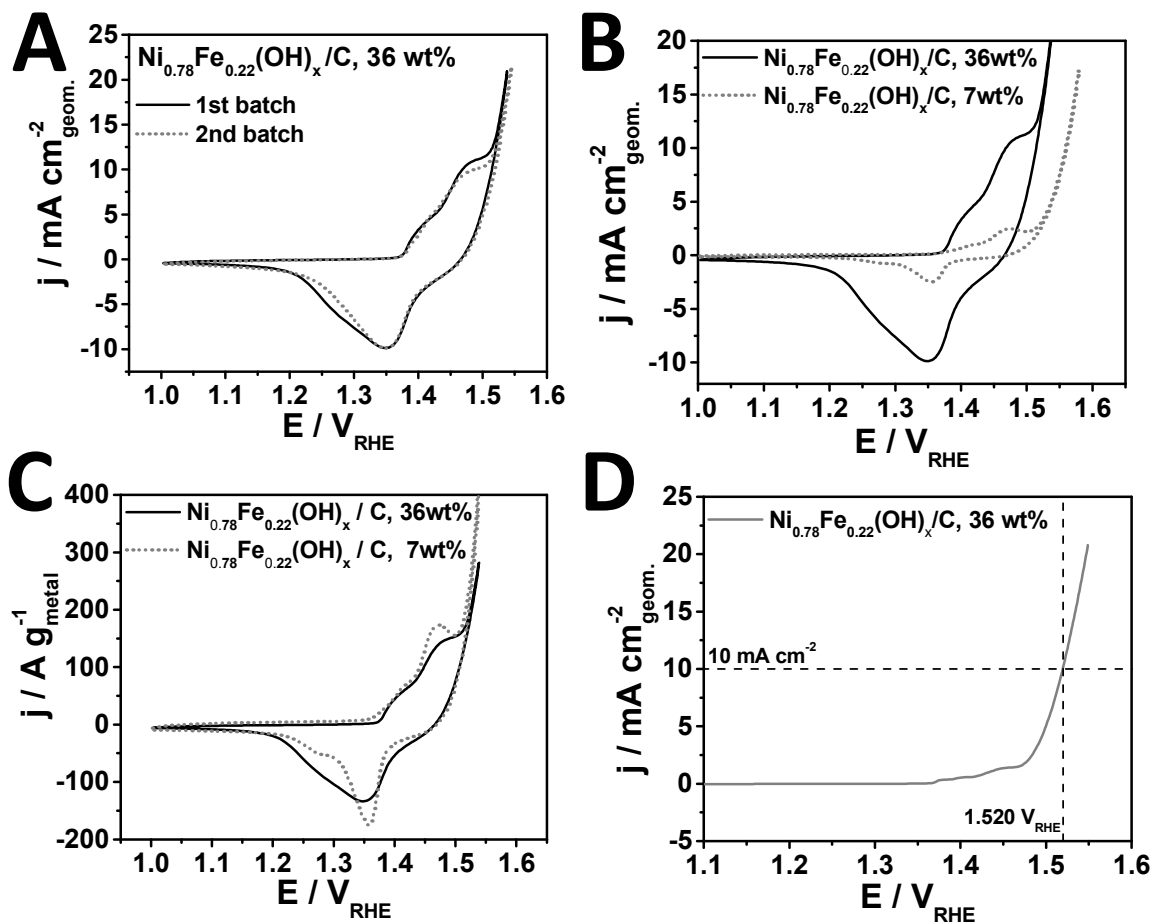 A
25
20
15
10
5
0
-5
-10
j / mA cm⁻²geom.
Ni₀.₇₈Fe₀.₂₂(OH)ₓ/C, 36 wt%
1st batch
2nd batch
1.0 1.1 1.2 1.3 1.4 1.5 1.6
E / V_RHE
B
20
15
10
5
0
-5
-10
j / mA cm⁻²geom.
Ni₀.₇₈Fe₀.₂₂(OH)ₓ/C, 36wt%
Ni₀.₇₈Fe₀.₂₂(OH)ₓ/C, 7wt%
1.0 1.1 1.2 1.3 1.4 1.5 1.6
E / V_RHE
C
400
300
200
100
0
-100
-200
j / A g⁻¹metal
Ni₀.₇₈Fe₀.₂₂(OH)ₓ / C, 36wt%
Ni₀.₇₈Fe₀.₂₂(OH)ₓ / C, 7wt%
1.0 1.1 1.2 1.3 1.4 1.5 1.6
E / V_RHE
D
25
20
15
10
5
0
-5
j / mA cm⁻²geom.
Ni₀.₇₈Fe₀.₂₂(OH)ₓ/C, 36 wt%
10 mA cm⁻²
1.520 V_RHE
1.1 1.2 1.3 1.4 1.5 1.6
E / V_RHE